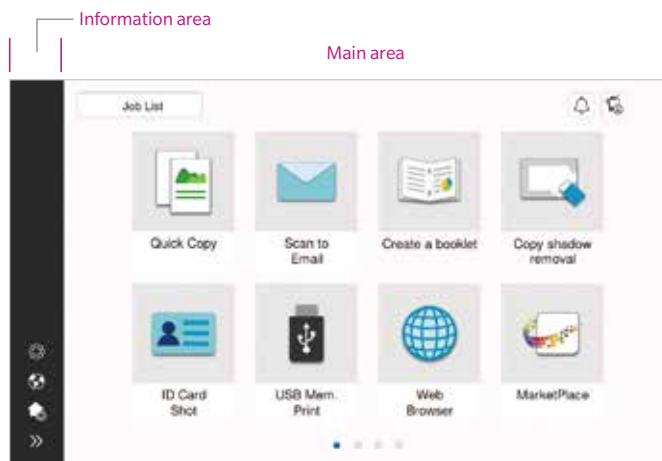 Information area
Main area
Job List
Quick Copy
Scan to
Email
Create a booklet
Copy shadow
removal
ID Card
Shot
USB Mem.
Print
Web
Browser
MarketPlace